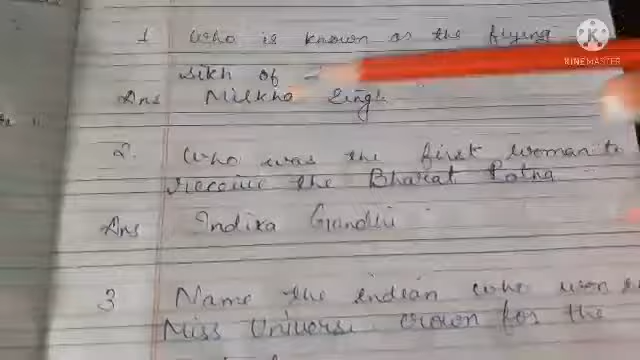 KINEMASTER
1 Who is known as the flying
Sikh of
Ans Milkha Singh
2. Who was the first woman to
receive the Bharat Ratna
Ans Indira Gandhi
3 Name the indian who won
Miss Universe crown for the